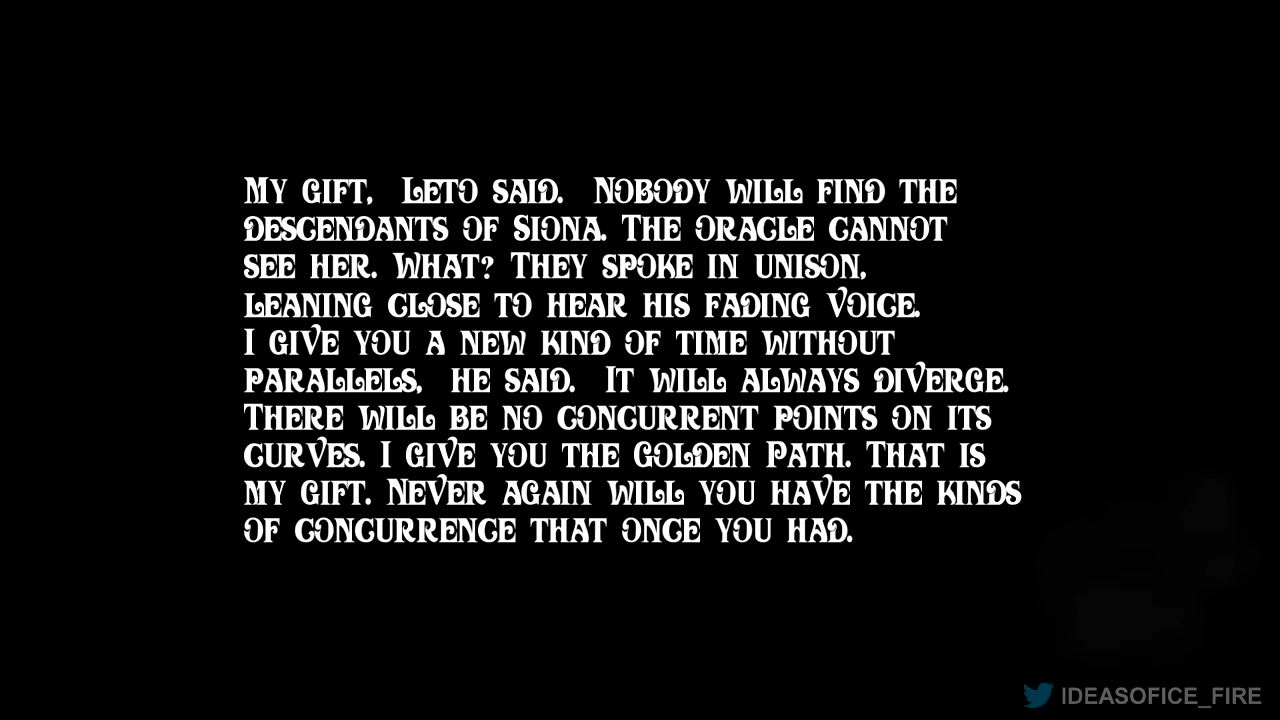 My gift, Leto said. Nobody will find the
descendants of Siona. The Oracle cannot
see her. What? They spoke in unison,
leaning close to hear his fading voice.
I give you a new kind of time without
parallels, he said. It will always diverge.
There will be no concurrent points on its
curves. I give you the Golden Path. That is
my gift. Never again will you have the kinds
of concurrence that once you had.
IDEASOFICE_FIRE